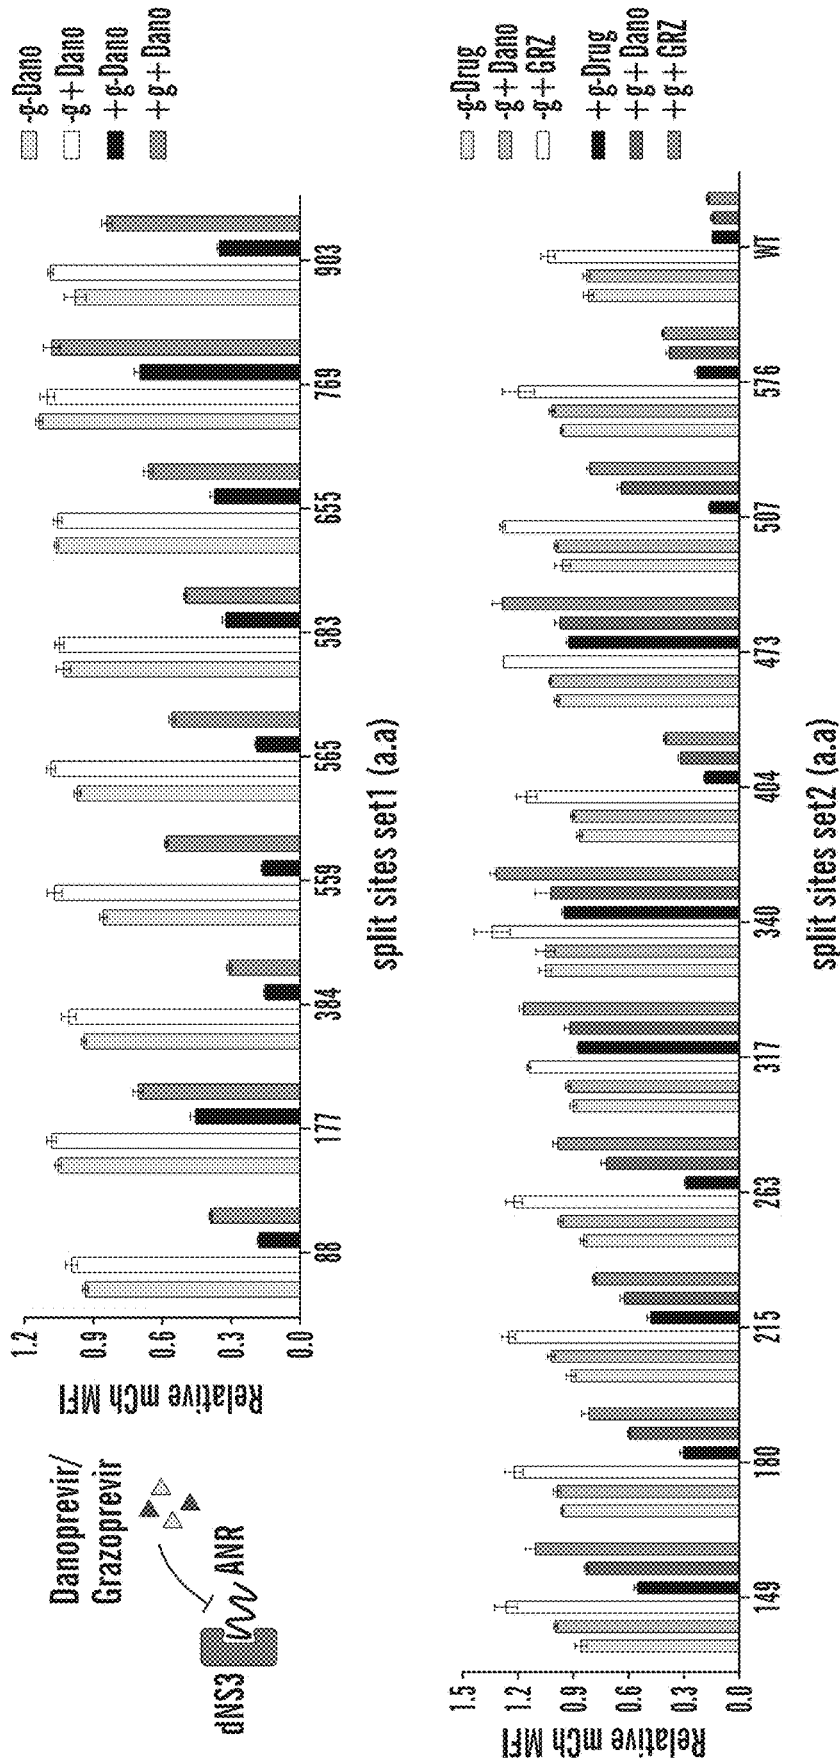 Danoprevir/
Grazoprevir
dNS3
ANR
Relative mCh MFI
1.2
0.9
0.6
0.3
0.0
88
177
384
559
565
583
655
769
903
split sites set1 (a.a)
-g-Dano
-g+Dano
+g-Dano
+g+Dano
Relative mCh MFI
1.5
1.2
0.9
0.6
0.3
0.0
149
180
215
263
317
340
404
473
507
576
WT
split sites set2 (a.a)
-g-Drug
-g+Dano
-g+GRZ
+g-Drug
+g+Dano
+g+GRZ